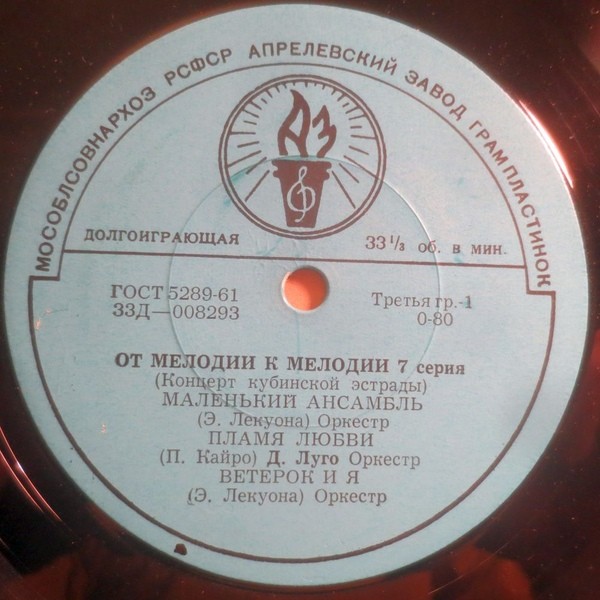 МОСОБЛСОВНАРХОЗ РСФСР АПРЕЛЕВСКИЙ ЗАВОД ГРАМПЛАСТИНОК
АЗ
ДОЛГОИГРАЮЩАЯ 33⅓ об. в мин.
ГОСТ 5289-61 Третья гр.-1
33Д—008293 0-80
ОТ МЕЛОДИИ К МЕЛОДИИ 7 серия
(Концерт кубинской эстрады)
МАЛЕНЬКИЙ АНСАМБЛЬ
(Э. Лекуона) Оркестр
ПЛАМЯ ЛЮБВИ
(П. Кайро) Д. Луго Оркестр
ВЕТЕРОК И Я
(Э. Лекуона) Оркестр